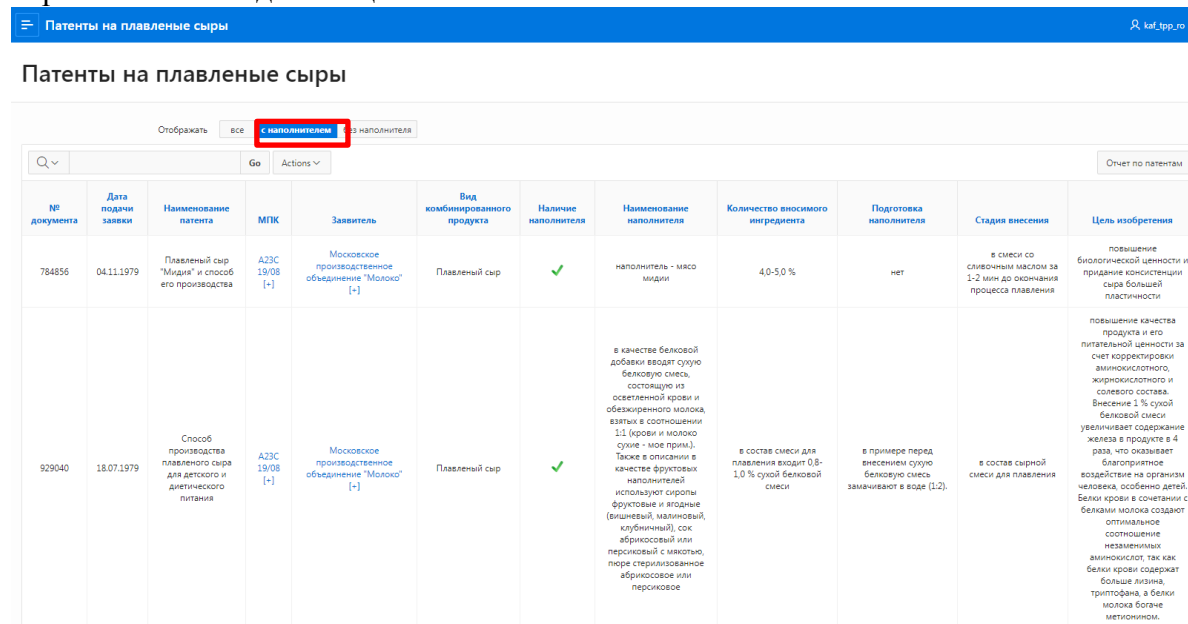 Патенты на плавленые сыры
kaf_tpp_ro
Патенты на плавленые сыры
Отображать все с наполнителем без наполнителя
Go Actions Отчет по патентам
№
документа
Дата
подачи
заявки
Наименование
патента
МПК
Заявитель
Вид
комбинированного
продукта
Наличие
наполнителя
Наименование
наполнителя
Количество вносимого
ингредиента
Подготовка
наполнителя
Стадия внесения
Цель изобретения
784856
04.11.1979
Плавленый сыр
"Мидия" и способ
его производства
A23C
19/08
[+]
Московское
производственное
объединение "Молоко"
[+]
Плавленый сыр
наполнитель - мясо
мидии
4,0-5,0 %
нет
в смеси со
сливочным маслом за
1-2 мин до окончания
процесса плавления
повышение
биологической ценности и
придание консистенции
сыра большей
пластичности
929040
18.07.1979
Способ
производства
плавленого сыра
для детского и
диетического
питания
A23C
19/08
[+]
Московское
производственное
объединение "Молоко"
[+]
Плавленый сыр
в качестве белковой
добавки вводят сухую
белковую смесь,
состоящую из
осветленной крови и
обезжиренного молока,
взятых в соотношении
1:1 (крови и молоко
сухие - мое прим.).
Также в описании в
качестве фруктовых
наполнителей
используют сиропы
фруктовые и ягодные
(вишневый, малиновый,
клубничный), сок
абрикосовый или
персиковый с мякотью,
пюре стерилизованное
абрикосовое или
персиковое
в состав смеси для
плавления входит 0,8-
1,0 % сухой белковой
смеси
в примере перед
внесением сухую
белковую смесь
замачивают в воде (1:2).
в состав сырной
смеси для плавления
повышение качества
продукта и его
питательной ценности за
счет корректировки
аминокислотного,
жирнокислотного и
солевого состава.
Внесение 1 % сухой
белковой смеси
увеличивает содержание
железа в продукте в 4
раза, что оказывает
благоприятное
воздействие на организм
человека, особенно детей.
Белки крови в сочетании с
белками молока создают
оптимальное
соотношение
незаменимых
аминокислот, так как
белки крови содержат
больше лизина,
триптофана, а белки
молока богаче
метионином.